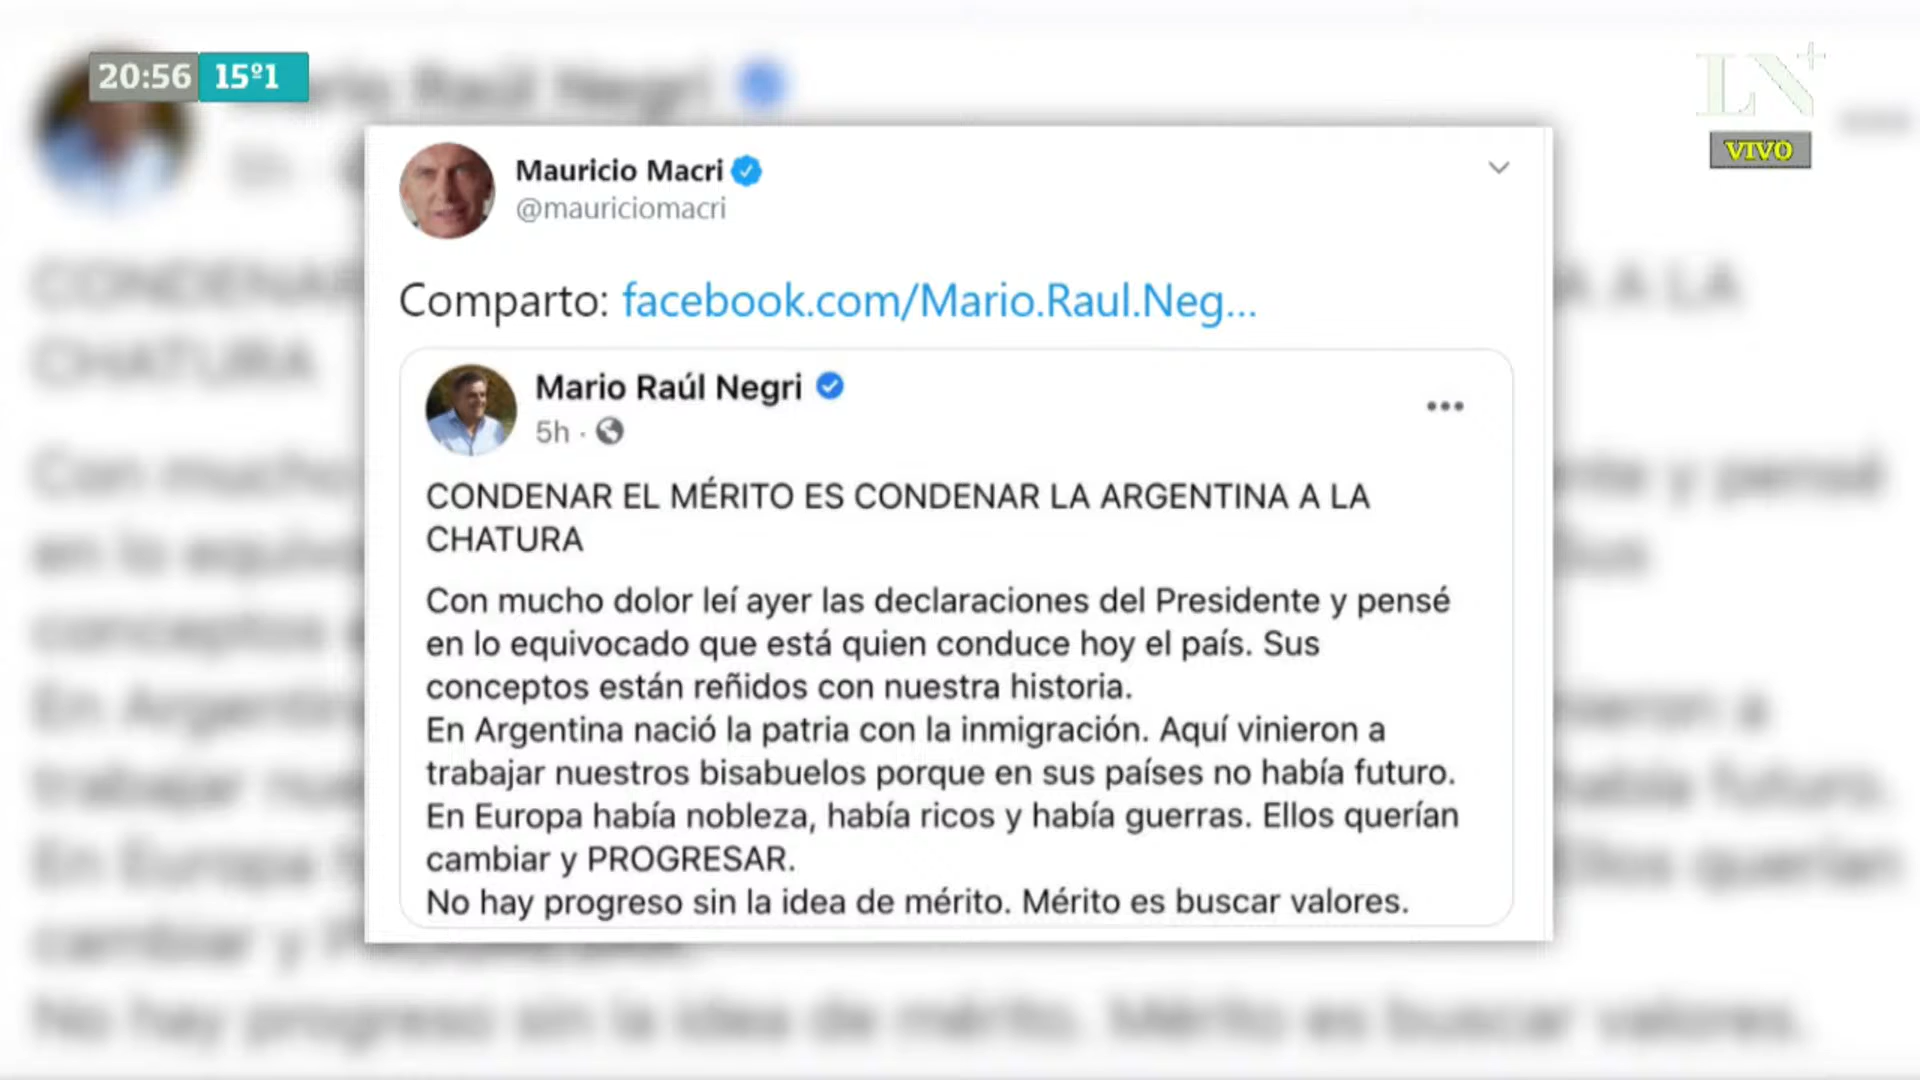 20:56 15º1
LN+
VIVO
Mauricio Macri
@mauriciomacri
Comparto: facebook.com/Mario.Raul.Neg...
Mario Raúl Negri
5h ·
CONDENAR EL MÉRITO ES CONDENAR LA ARGENTINA A LA
CHATURA
Con mucho dolor leí ayer las declaraciones del Presidente y pensé
en lo equivocado que está quien conduce hoy el país. Sus
conceptos están reñidos con nuestra historia.
En Argentina nació la patria con la inmigración. Aquí vinieron a
trabajar nuestros bisabuelos porque en sus países no había futuro.
En Europa había nobleza, había ricos y había guerras. Ellos querían
cambiar y PROGRESAR.
No hay progreso sin la idea de mérito. Mérito es buscar valores.